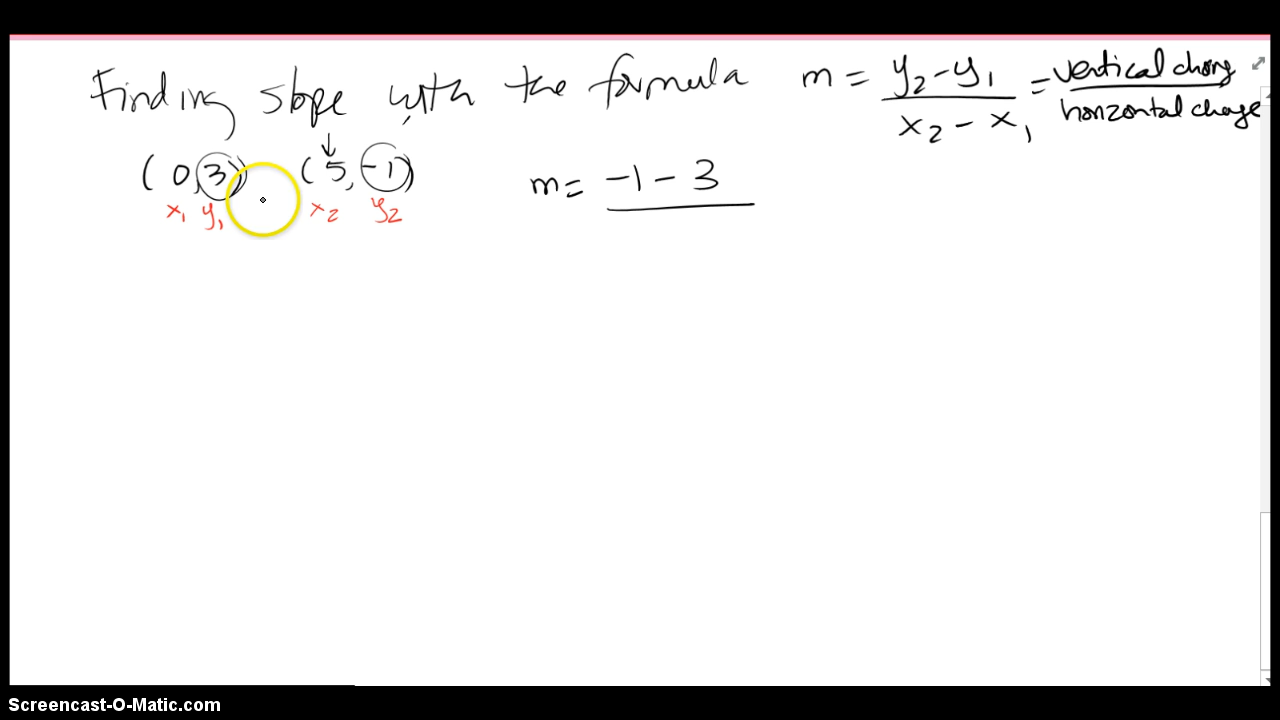 Finding slope with the formula m = y₂ - y₁ / x₂ - x₁ = vertical chang / horizontal change
(0, 3) (5, -1) m = -1 - 3
x₁ y₁ x₂ y₂
Screencast-O-Matic.com